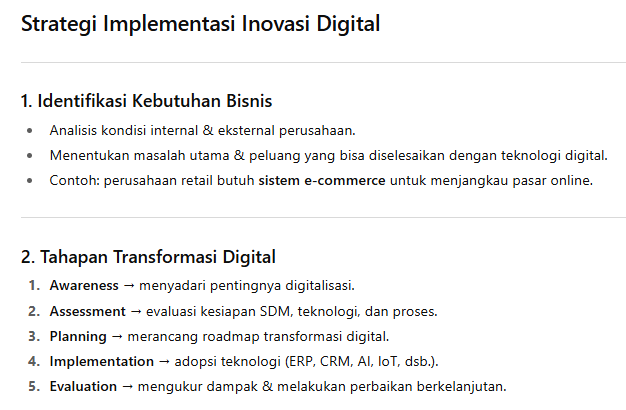 Strategi Implementasi Inovasi Digital
1. Identifikasi Kebutuhan Bisnis
• Analisis kondisi internal & eksternal perusahaan.
• Menentukan masalah utama & peluang yang bisa diselesaikan dengan teknologi digital.
• Contoh: perusahaan retail butuh sistem e-commerce untuk menjangkau pasar online.
2. Tahapan Transformasi Digital
1. Awareness → menyadari pentingnya digitalisasi.
2. Assessment → evaluasi kesiapan SDM, teknologi, dan proses.
3. Planning → merancang roadmap transformasi digital.
4. Implementation → adopsi teknologi (ERP, CRM, AI, IoT, dsb.).
5. Evaluation → mengukur dampak & melakukan perbaikan berkelanjutan.